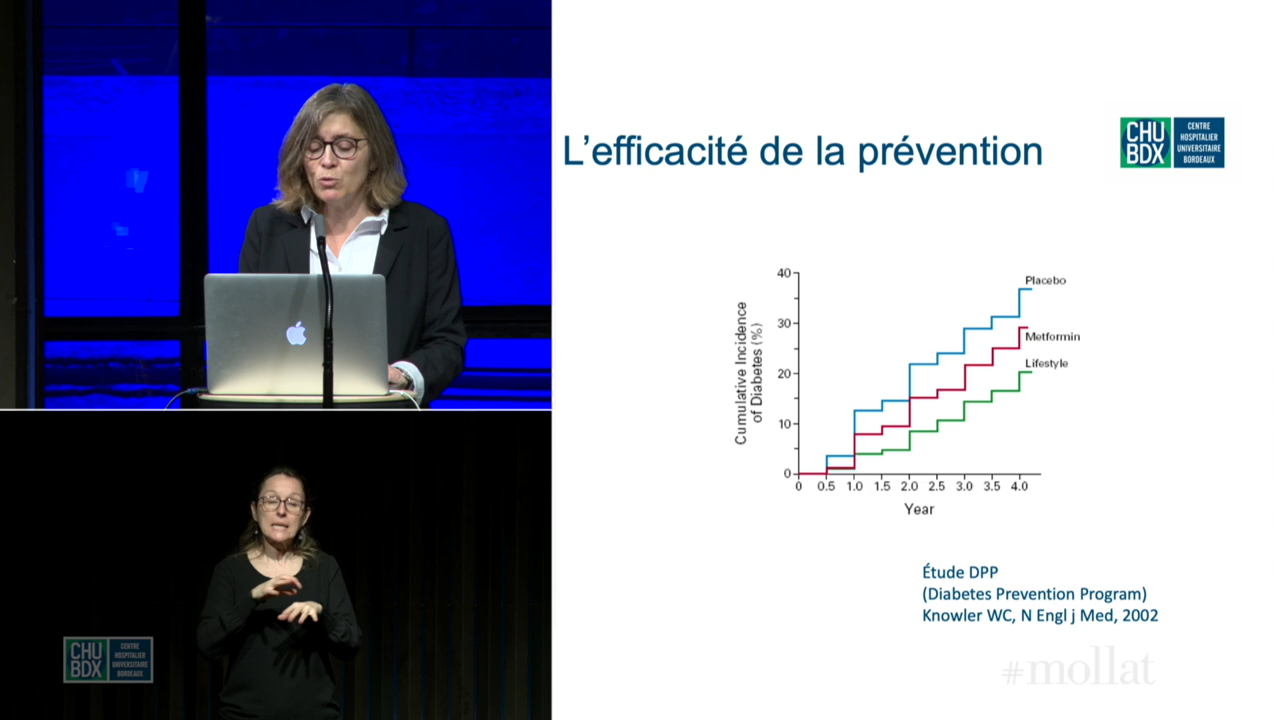 L'efficacité de la prévention
CHU
BDX
CENTRE
HOSPITALIER
UNIVERSITAIRE
BORDEAUX
40
30
20
10
0
Cumulative Incidence
of Diabetes (%)
Placebo
Metformin
Lifestyle
0 0.5 1.0 1.5 2.0 2.5 3.0 3.5 4.0
Year
Étude DPP
(Diabetes Prevention Program)
Knowler WC, N Engl j Med, 2002
CHU
BDX
CENTRE
HOSPITALIER
UNIVERSITAIRE
BORDEAUX
#mollat